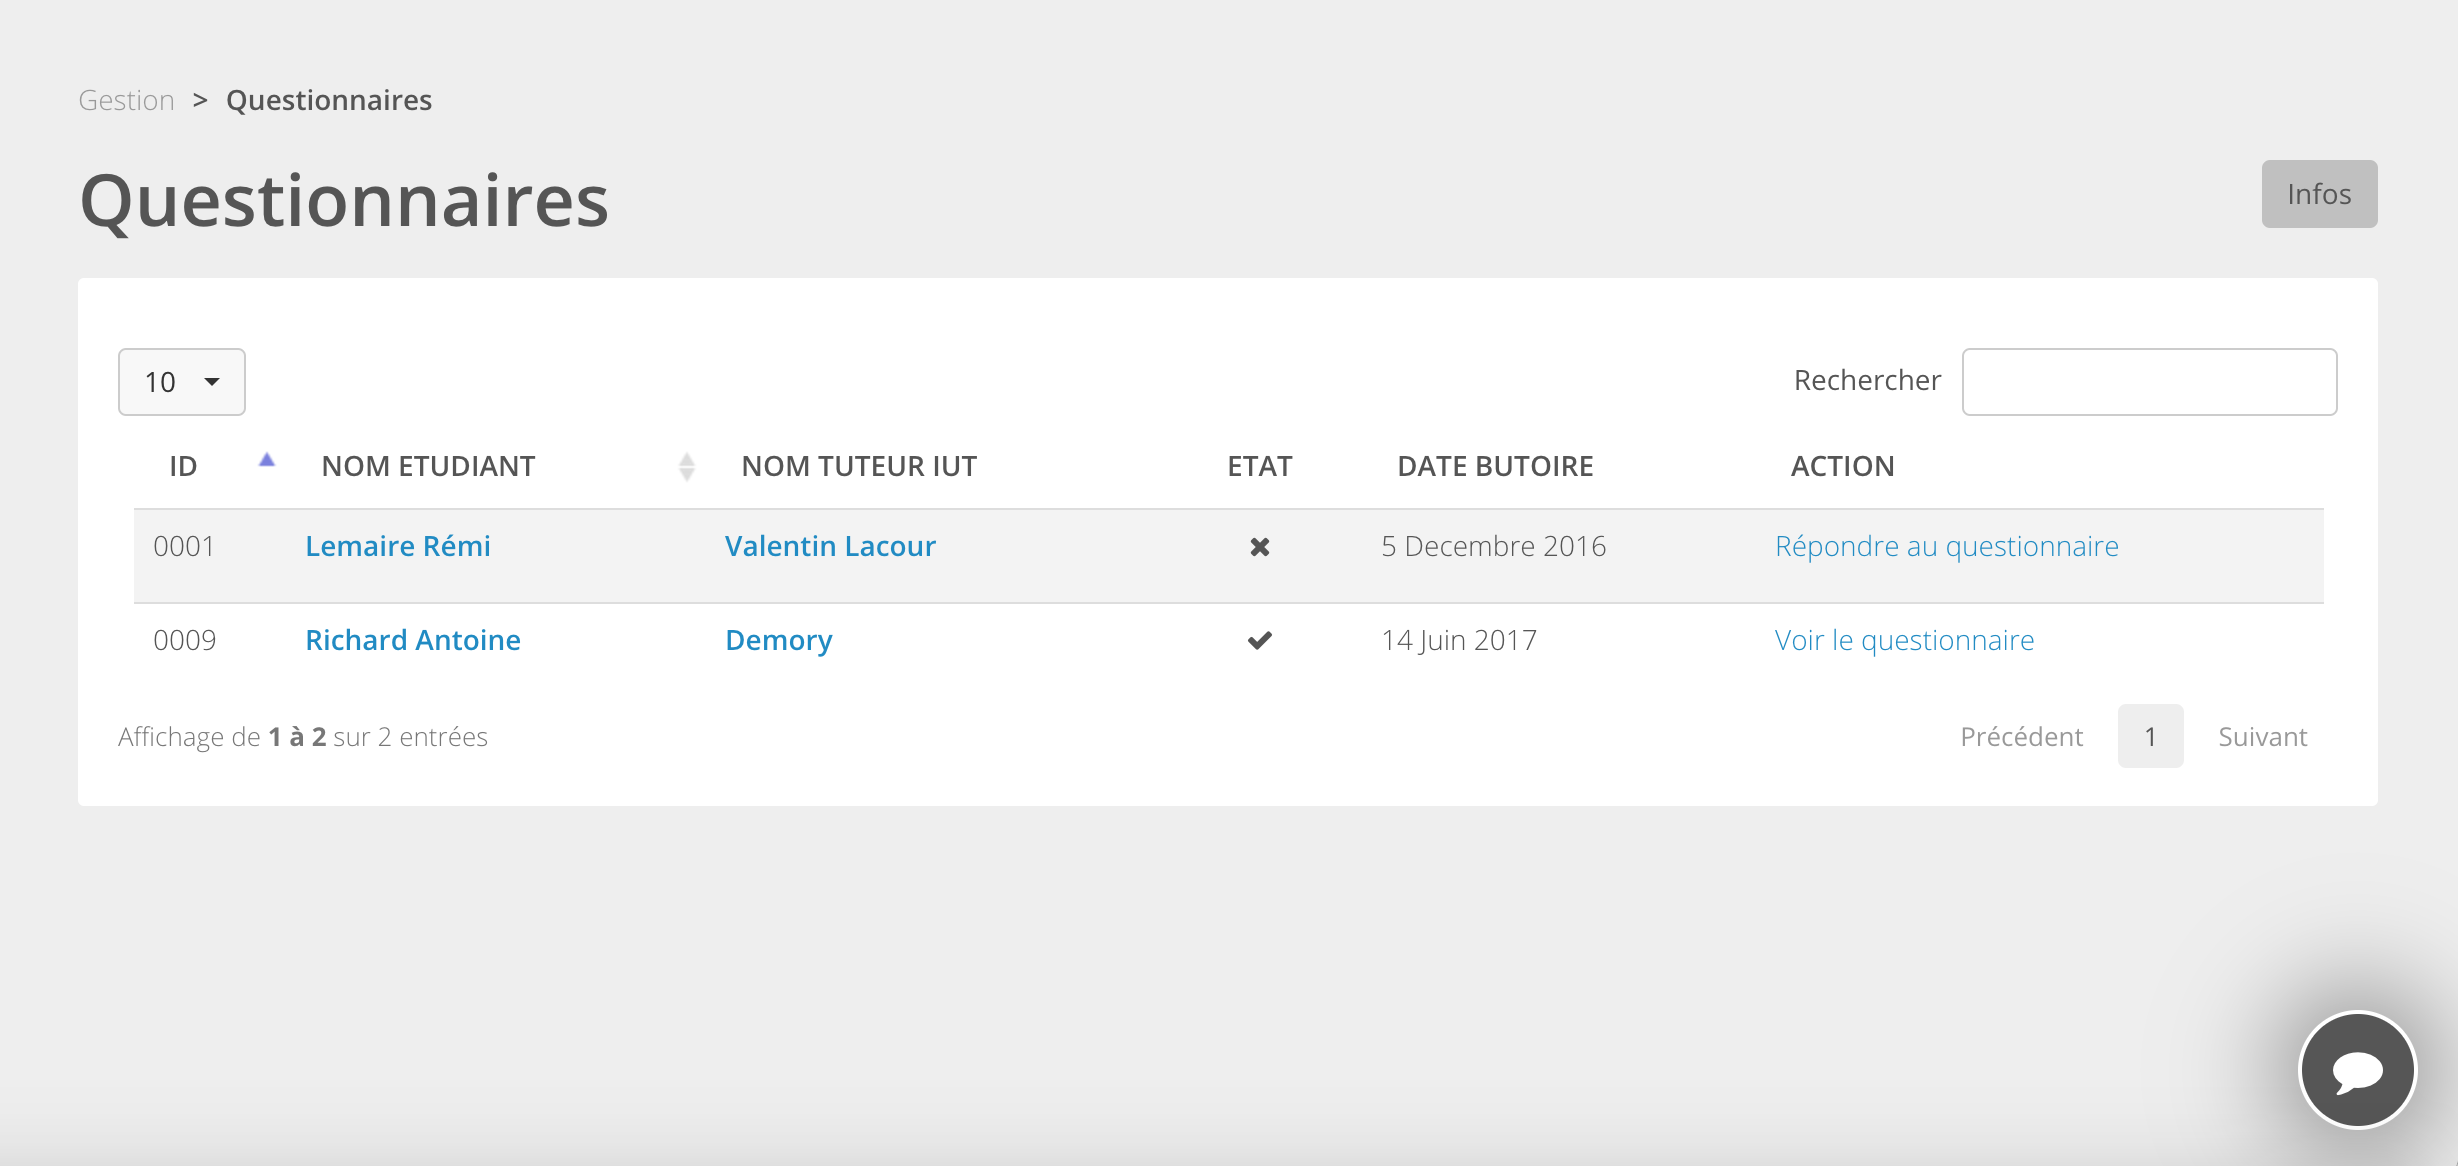 Gestion > Questionnaires
Questionnaires
Infos
10
Rechercher
ID NOM ETUDIANT NOM TUTEUR IUT ETAT DATE BUTOIRE ACTION
0001 Lemaire Rémi Valentin Lacour ✖ 5 Decembre 2016 Répondre au questionnaire
0009 Richard Antoine Demory ✔ 14 Juin 2017 Voir le questionnaire
Affichage de 1 à 2 sur 2 entrées
Précédent 1 Suivant